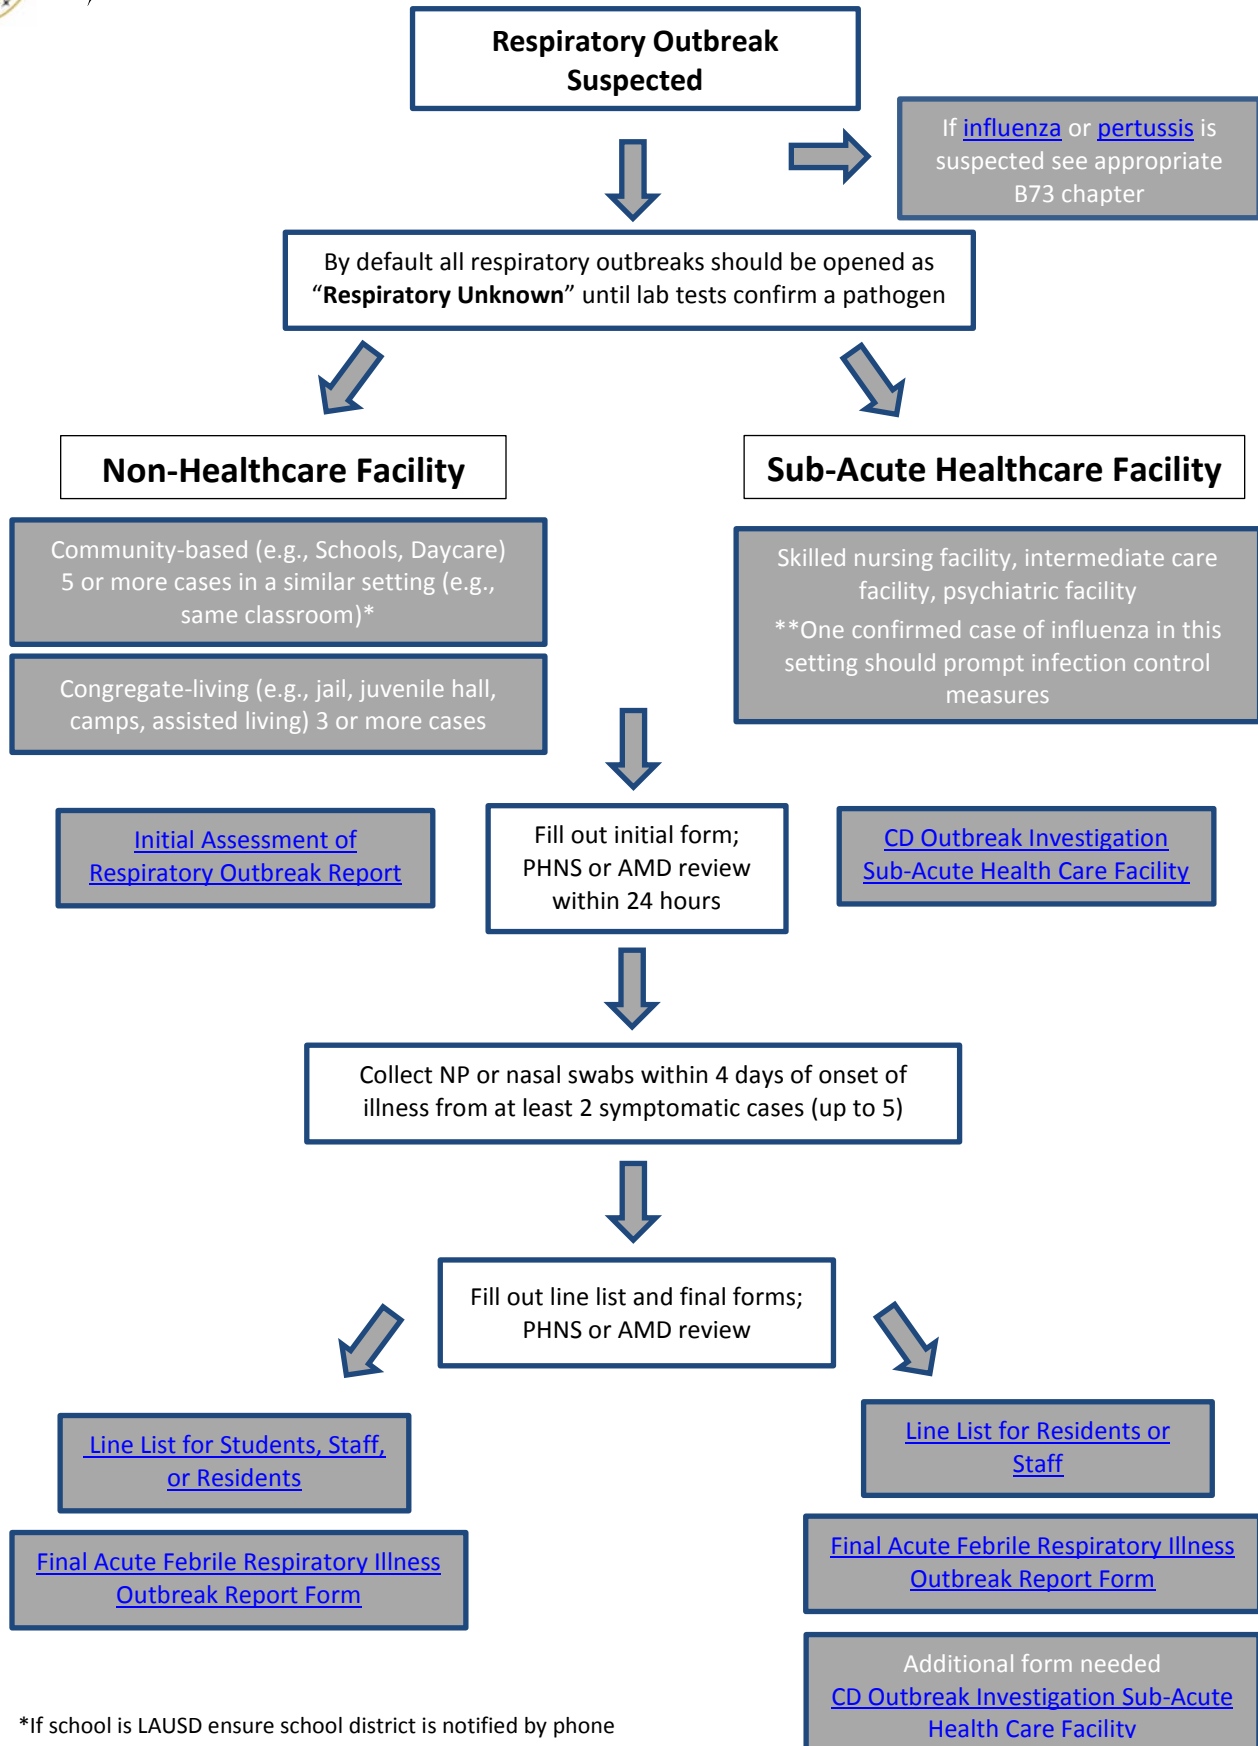 Respiratory Outbreak
Suspected
If influenza or pertussis is
suspected see appropriate
B73 chapter
By default all respiratory outbreaks should be opened as
“Respiratory Unknown” until lab tests confirm a pathogen
Non-Healthcare Facility
Community-based (e.g., Schools, Daycare)
5 or more cases in a similar setting (e.g.,
same classroom)*
Congregate-living (e.g., jail, juvenile hall,
camps, assisted living) 3 or more cases
Sub-Acute Healthcare Facility
Skilled nursing facility, intermediate care
facility, psychiatric facility
**One confirmed case of influenza in this
setting should prompt infection control
measures
Initial Assessment of
Respiratory Outbreak Report
Fill out initial form;
PHNS or AMD review
within 24 hours
CD Outbreak Investigation
Sub-Acute Health Care Facility
Collect NP or nasal swabs within 4 days of onset of
illness from at least 2 symptomatic cases (up to 5)
Fill out line list and final forms;
PHNS or AMD review
Line List for Students, Staff,
or Residents
Final Acute Febrile Respiratory Illness
Outbreak Report Form
Line List for Residents or
Staff
Final Acute Febrile Respiratory Illness
Outbreak Report Form
Additional form needed
CD Outbreak Investigation Sub-Acute
Health Care Facility
*If school is LAUSD ensure school district is notified by phone